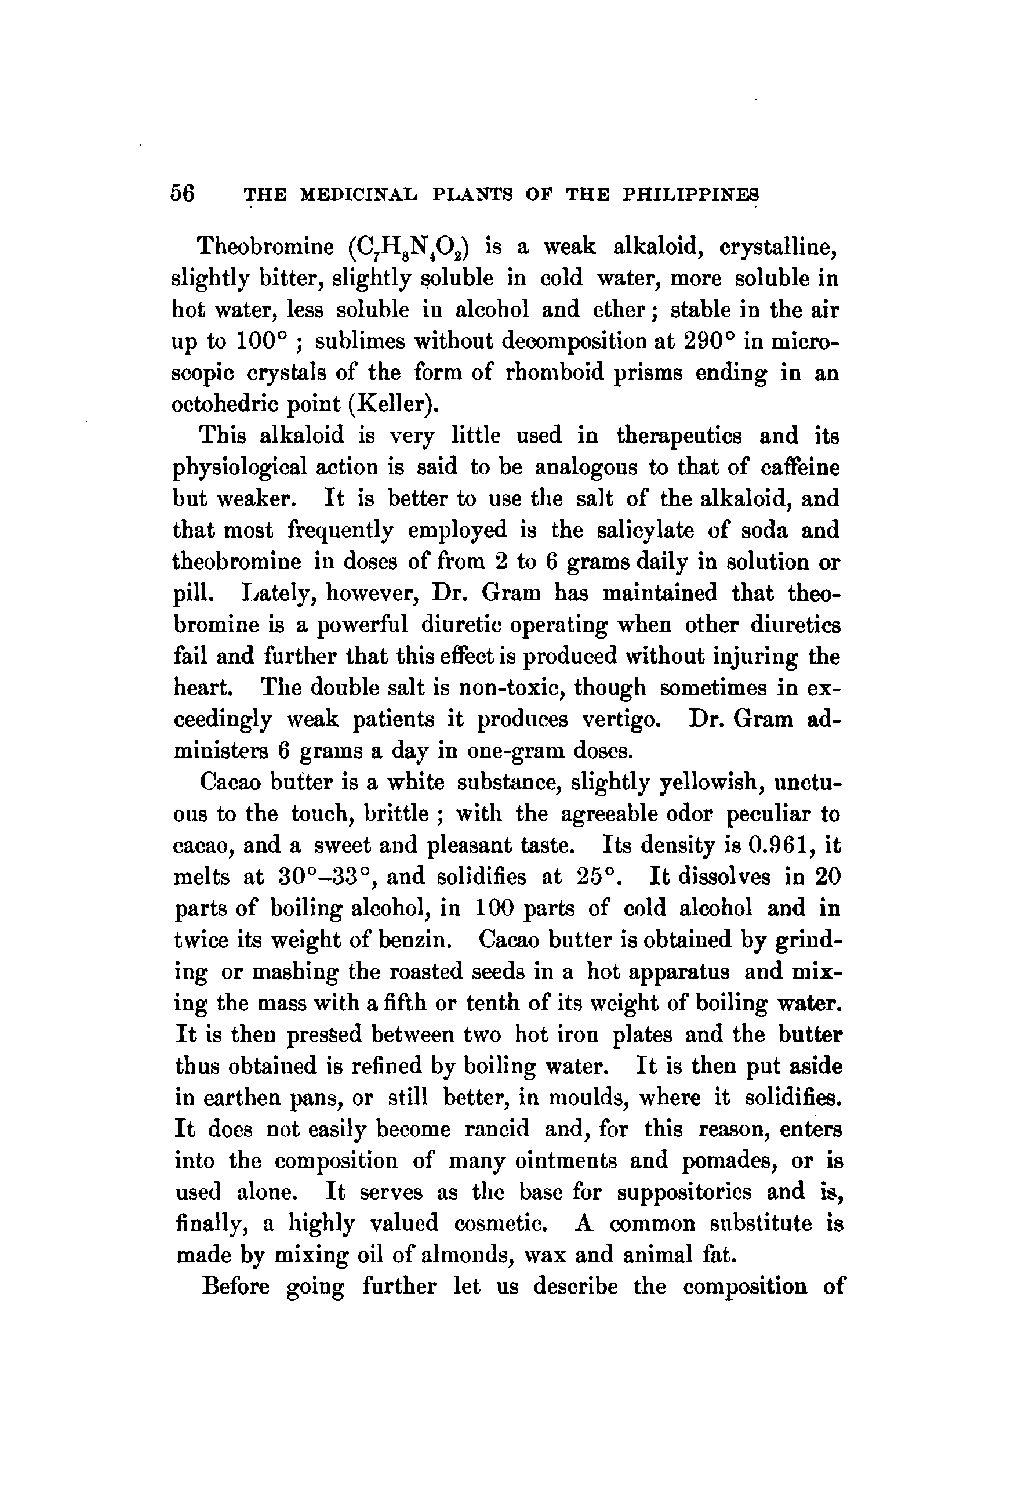 56 THE MEDICINAL PLANTS OF THE PHILIPPINES
Theobromine (C₇H₈N₄O₂) is a weak alkaloid, crystalline,
slightly bitter, slightly soluble in cold water, more soluble in
hot water, less soluble in alcohol and ether; stable in the air
up to 100° ; sublimes without decomposition at 290° in micro-
scopic crystals of the form of rhomboid prisms ending in an
octohedric point (Keller).
This alkaloid is very little used in therapeutics and its
physiological action is said to be analogous to that of caffeine
but weaker. It is better to use the salt of the alkaloid, and
that most frequently employed is the salicylate of soda and
theobromine in doses of from 2 to 6 grams daily in solution or
pill. Lately, however, Dr. Gram has maintained that theo-
bromine is a powerful diuretic operating when other diuretics
fail and further that this effect is produced without injuring the
heart. The double salt is non-toxic, though sometimes in ex-
ceedingly weak patients it produces vertigo. Dr. Gram ad-
ministers 6 grams a day in one-gram doses.
Cacao butter is a white substance, slightly yellowish, unctu-
ous to the touch, brittle ; with the agreeable odor peculiar to
cacao, and a sweet and pleasant taste. Its density is 0.961, it
melts at 30°–33°, and solidifies at 25°. It dissolves in 20
parts of boiling alcohol, in 100 parts of cold alcohol and in
twice its weight of benzin. Cacao butter is obtained by grind-
ing or mashing the roasted seeds in a hot apparatus and mix-
ing the mass with a fifth or tenth of its weight of boiling water.
It is then pressed between two hot iron plates and the butter
thus obtained is refined by boiling water. It is then put aside
in earthen pans, or still better, in moulds, where it solidifies.
It does not easily become rancid and, for this reason, enters
into the composition of many ointments and pomades, or is
used alone. It serves as the base for suppositories and is,
finally, a highly valued cosmetic. A common substitute is
made by mixing oil of almonds, wax and animal fat.
Before going further let us describe the composition of